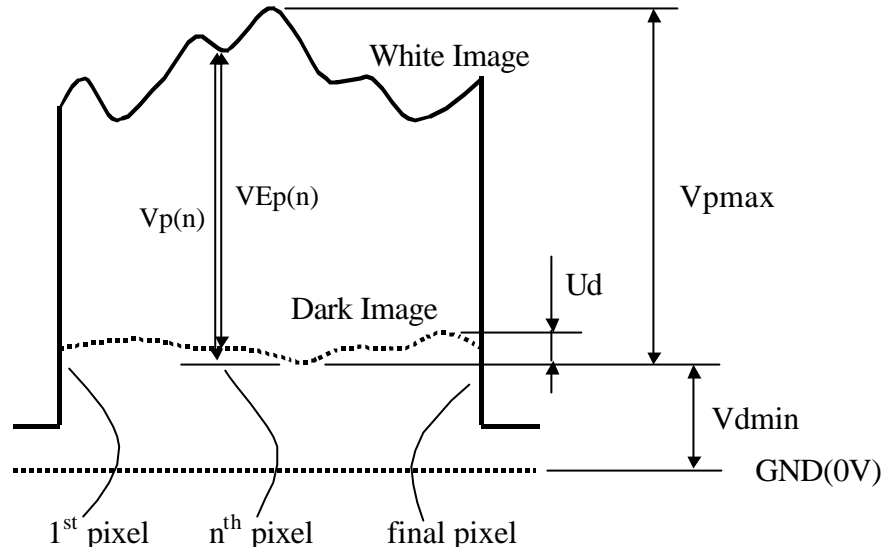 White Image
Vp(n)
VEp(n)
Vpmax
Ud
Dark Image
Vdmin
GND(0V)
1st pixel
nth pixel
final pixel